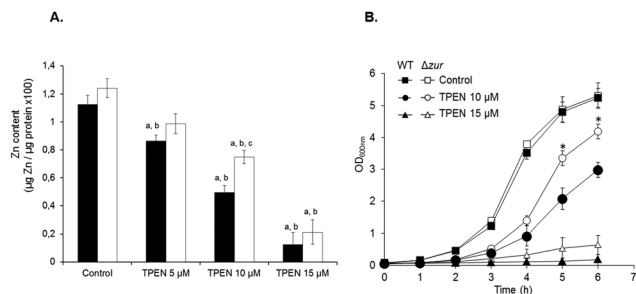 A.
Zn content
(µg Zn / µg protein x100)
1,4
1,2
1
0,8
0,6
0,4
0,2
0
a, b
a, b, c
a, b
a, b
a, b
Control
TPEN 5 µM
TPEN 10 µM
TPEN 15 µM
B.
WT Δzur
Control
TPEN 10 µM
TPEN 15 µM
OD600nm
6
5
4
3
2
1
0
*
*
0 1 2 3 4 5 6 7
Time (h)